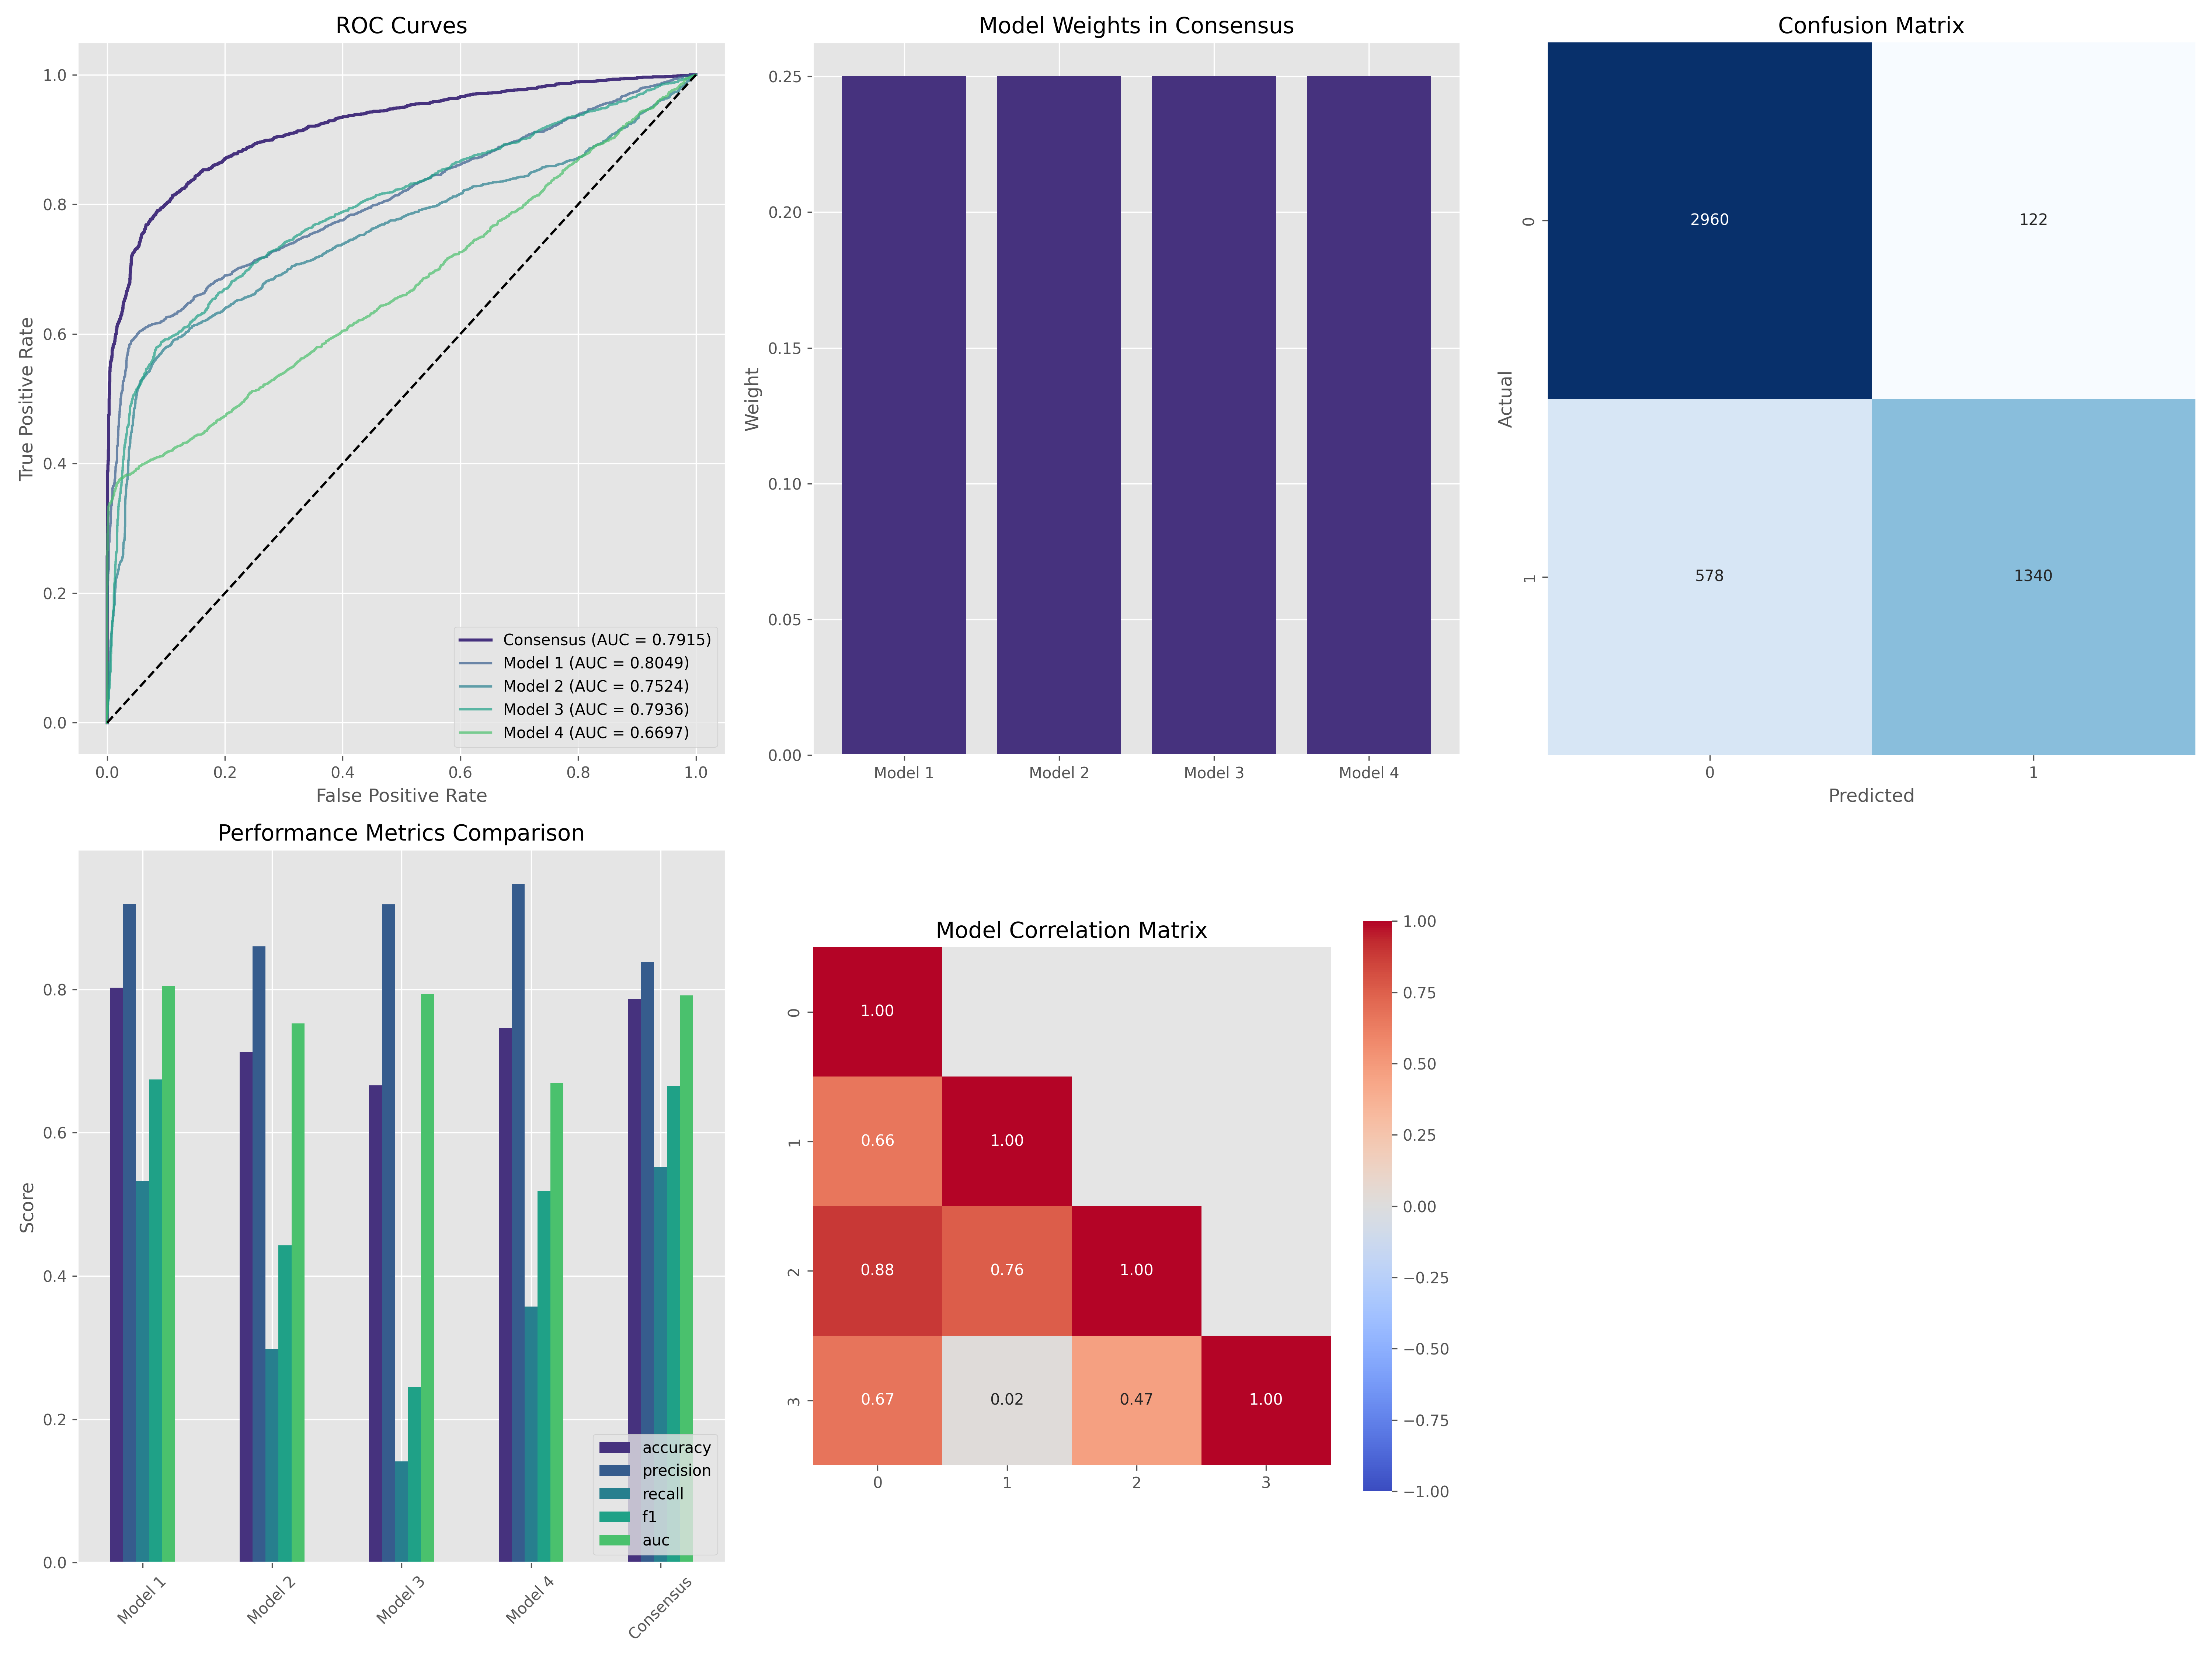 ROC Curves
True Positive Rate
1.0
0.8
0.6
0.4
0.2
0.0
Consensus (AUC = 0.7915)
Model 1 (AUC = 0.8049)
Model 2 (AUC = 0.7524)
Model 3 (AUC = 0.7936)
Model 4 (AUC = 0.6697)
0.0 0.2 0.4 0.6 0.8 1.0
False Positive Rate
Model Weights in Consensus
Weight
0.25
0.20
0.15
0.10
0.05
0.00
Model 1 Model 2 Model 3 Model 4
Confusion Matrix
Actual
0
2960 122
1
578 1340
0 1
Predicted
Performance Metrics Comparison
Score
0.8
0.6
0.4
0.2
0.0
accuracy
precision
recall
f1
auc
Model 1 Model 2 Model 3 Model 4 Consensus
Model Correlation Matrix
0 1.00
1 0.66 1.00
2 0.88 0.76 1.00
3 0.67 0.02 0.47 1.00
0 1 2 3
1.00
0.75
0.50
0.25
0.00
−0.25
−0.50
−0.75
−1.00